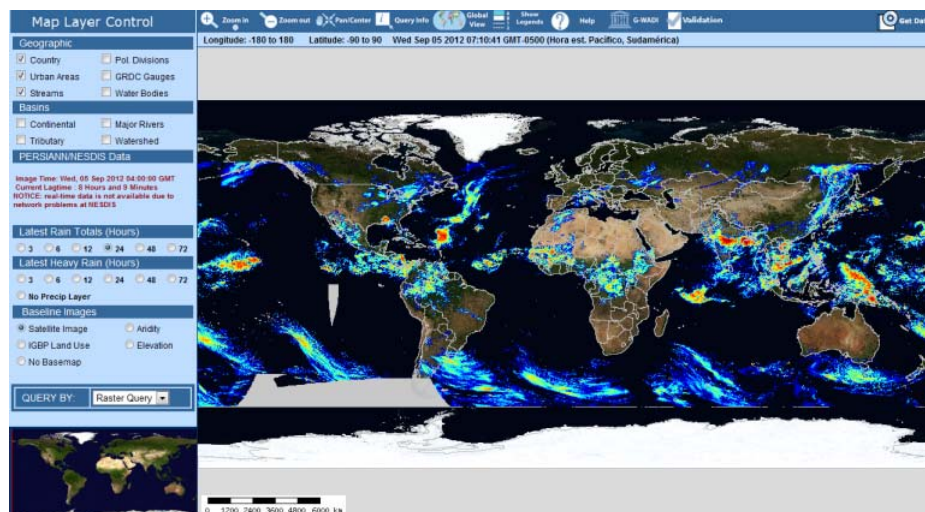 Map Layer Control
Zoom in Zoom out Pan/Center Query Info Global View Show Legends Help G-WADI Validation Get Da
Longitude: -180 to 180 Latitude: -90 to 90 Wed Sep 05 2012 07:10:41 GMT-0500 (Hora est. Pacífico, Sudamérica)
Geographic
Country Pol. Divisions
Urban Areas GRDC Gauges
Streams Water Bodies
Basins
Continental Major Rivers
Tributary Watershed
PERSIANN/NESDIS Data
Image Time: Wed, 05 Sep 2012 04:00:00 GMT
Current Lagtime : 8 Hours and 9 Minutes
NOTICE: real-time data is not available due to
network problems at NESDIS
Latest Rain Totals (Hours)
3 6 12 24 48 72
Latest Heavy Rain (Hours)
3 6 12 24 48 72
No Precip Layer
Baseline Images
Satellite Image Aridity
IGBP Land Use Elevation
No Basemap
QUERY BY: Raster Query
0 1200 2400 3600 4800 6000 km